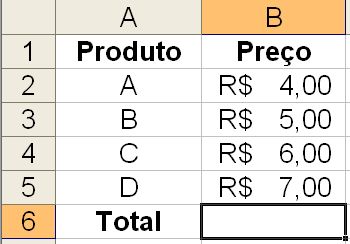 A B
1 Produto Preço
2 A R$ 4,00
3 B R$ 5,00
4 C R$ 6,00
5 D R$ 7,00
6 Total